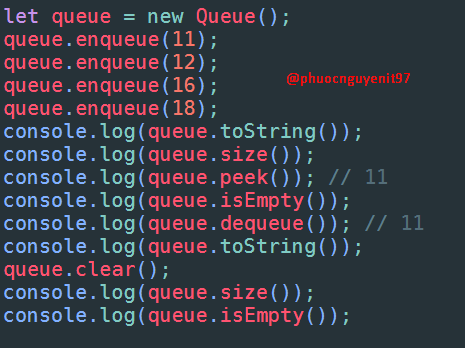 let queue = new Queue();
queue.enqueue(11);
queue.enqueue(12);
queue.enqueue(16);
queue.enqueue(18);
@phuocnguyenit97
console.log(queue.toString());
console.log(queue.size());
console.log(queue.peek()); // 11
console.log(queue.isEmpty());
console.log(queue.dequeue()); // 11
console.log(queue.toString());
queue.clear();
console.log(queue.size());
console.log(queue.isEmpty());